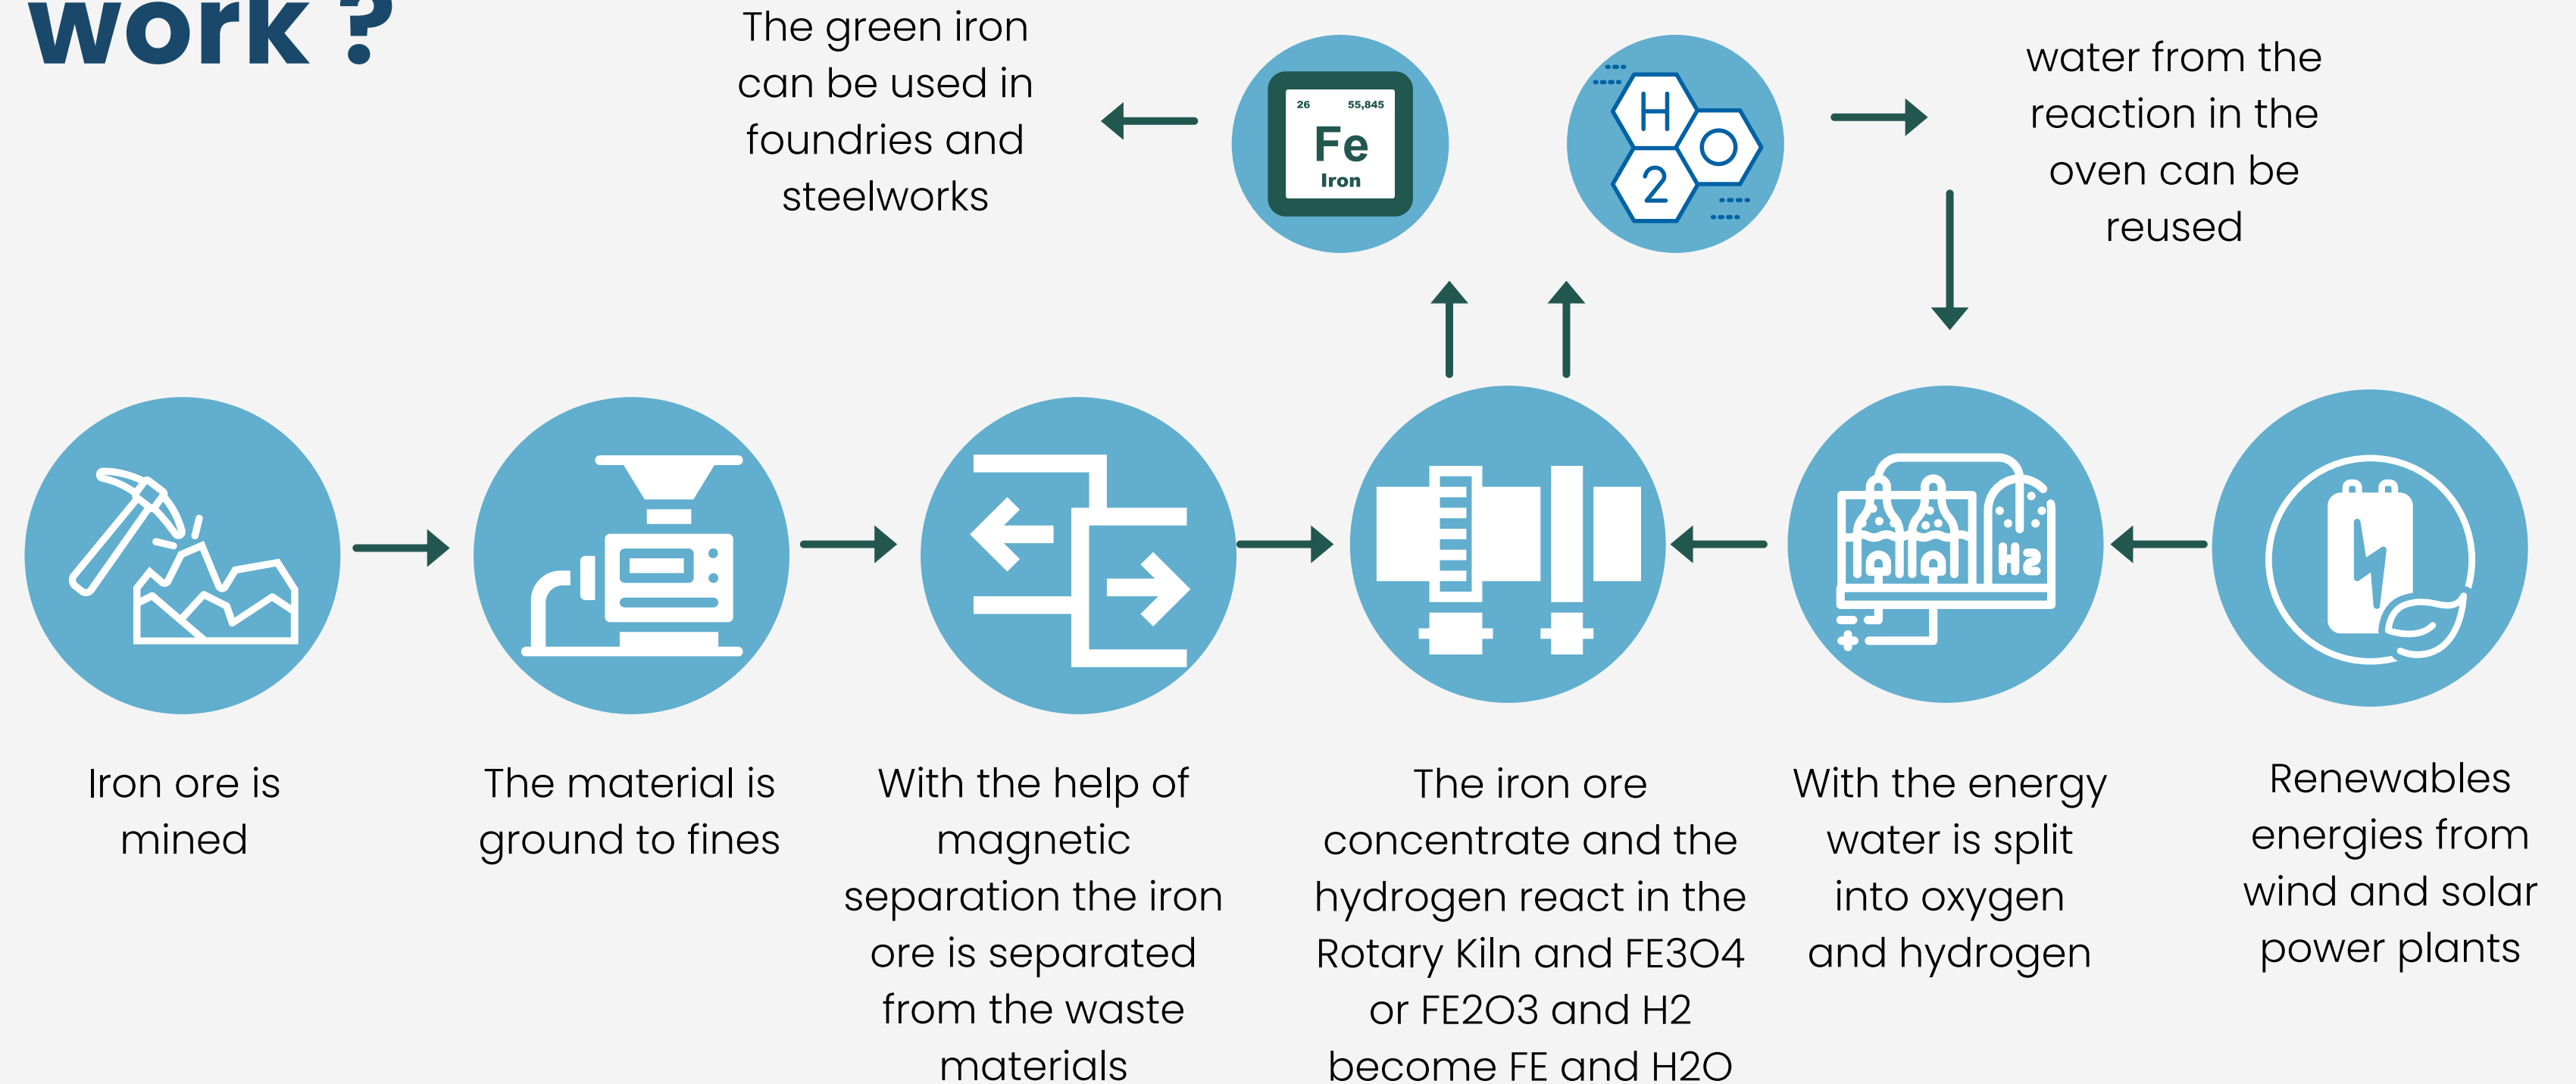 work ?
The green iron
can be used in
foundries and
steelworks
26 55,845
Fe
Iron
H
O
2
water from the
reaction in the
oven can be
reused
H2
Iron ore is
mined
The material is
ground to fines
With the help of
magnetic
separation the iron
ore is separated
from the waste
materials
The iron ore
concentrate and the
hydrogen react in the
Rotary Kiln and FE3O4
or FE2O3 and H2
become FE and H2O
With the energy
water is split
into oxygen
and hydrogen
Renewables
energies from
wind and solar
power plants